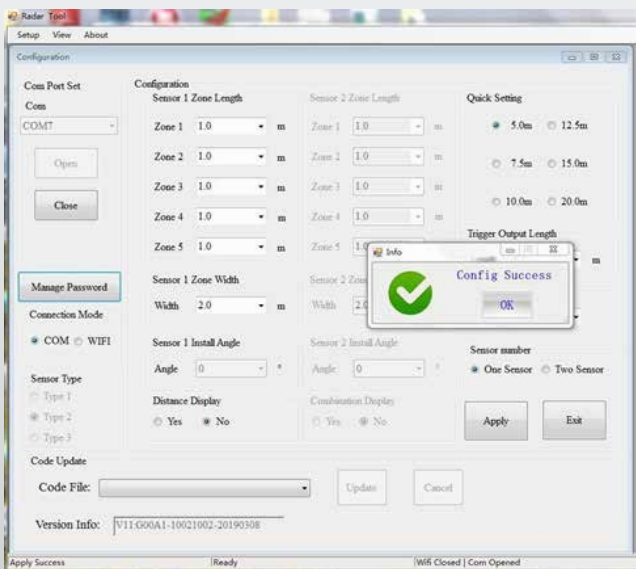 Radar Tool
Setup View About
Configuration
Com Port Set
Com
COM7
Open
Close
Manage Password
Connection Mode
COM WIFI
Sensor Type
Type 1
Type 2
Type 3
Configuration
Sensor 1 Zone Length
Zone 1 1.0 m
Zone 2 1.0 m
Zone 3 1.0 m
Zone 4 1.0 m
Zone 5 1.0 m
Sensor 1 Zone Width
Width 2.0 m
Sensor 1 Install Angle
Angle 0 °
Distance Display
Yes No
Sensor 2 Zone Length
Zone 1 1.0 m
Zone 2 1.0 m
Zone 3 1.0 m
Zone 4 1.0 m
Zone 5 1.0
Sensor 2
Width
Sensor 2 Install Angle
Angle 0 °
Combination Display
Yes No
Quick Setting
5.0m 12.5m
7.5m 15.0m
10.0m 20.0m
Trigger Output Length
m
Info
Config Success
OK
Sensor number
One Sensor Two Sensor
Apply Exit
Code Update
Code File:
Update Cancel
Version Info: V11:G00A1-10021002-20190308
Apply Success Ready Wifi Closed | Com Opened